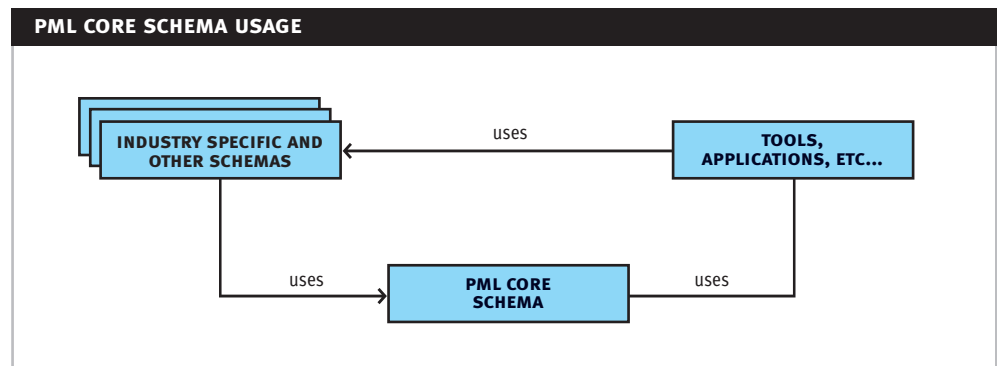 PML CORE SCHEMA USAGE
INDUSTRY SPECIFIC AND
OTHER SCHEMAS
uses
TOOLS,
APPLICATIONS, ETC...
uses
PML CORE
SCHEMA
uses